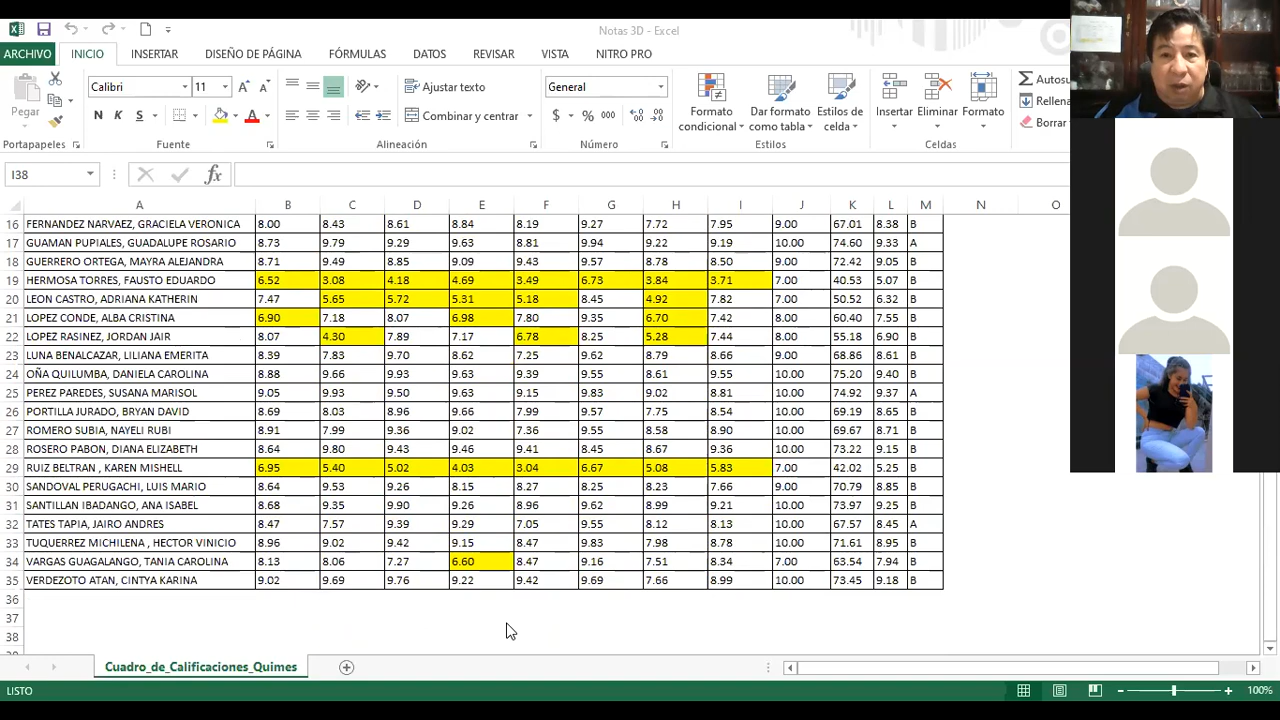 Notas 3D - Excel
ARCHIVO INICIO INSERTAR DISEÑO DE PÁGINA FÓRMULAS DATOS REVISAR VISTA NITRO PRO
Calibri 11 Ajustar texto General Autosu
Pegar N K S Combinar y centrar $ % 000 Formato condicional Dar formato como tabla Estilos de celda Insertar Eliminar Formato Rellena
Borrar
Portapapeles Fuente Alineación Número Estilos Celdas
I38 fx
A B C D E F G H I J K L M N O
16 FERNANDEZ NARVAEZ, GRACIELA VERONICA 8.00 8.43 8.61 8.84 8.19 9.27 7.72 7.95 9.00 67.01 8.38 B
17 GUAMAN PUPIALES, GUADALUPE ROSARIO 8.73 9.79 9.29 9.63 8.81 9.94 9.22 9.19 10.00 74.60 9.33 A
18 GUERRERO ORTEGA, MAYRA ALEJANDRA 8.71 9.49 8.85 9.09 9.43 9.57 8.78 8.50 9.00 72.42 9.05 B
19 HERMOSA TORRES, FAUSTO EDUARDO 6.52 3.08 4.18 4.69 3.49 6.73 3.84 3.71 7.00 40.53 5.07 B
20 LEON CASTRO, ADRIANA KATHERIN 7.47 5.65 5.72 5.31 5.18 8.45 4.92 7.82 7.00 50.52 6.32 B
21 LOPEZ CONDE, ALBA CRISTINA 6.90 7.18 8.07 6.98 7.80 9.35 6.70 7.42 8.00 60.40 7.55 B
22 LOPEZ RASINEZ, JORDAN JAIR 8.07 4.30 7.89 7.17 6.78 8.25 5.28 7.44 8.00 55.18 6.90 B
23 LUNA BENALCAZAR, LILIANA EMERITA 8.39 7.83 9.70 8.62 7.25 9.62 8.79 8.66 9.00 68.86 8.61 B
24 OÑA QUILUMBA, DANIELA CAROLINA 8.88 9.66 9.93 9.63 9.39 9.55 8.61 9.55 10.00 75.20 9.40 B
25 PEREZ PAREDES, SUSANA MARISOL 9.05 9.93 9.50 9.63 9.15 9.83 9.02 8.81 10.00 74.92 9.37 A
26 PORTILLA JURADO, BRYAN DAVID 8.69 8.03 8.96 9.66 7.99 9.57 7.75 8.54 10.00 69.19 8.65 B
27 ROMERO SUBIA, NAYELI RUBI 8.91 7.99 9.36 9.02 7.36 9.55 8.58 8.90 10.00 69.67 8.71 B
28 ROSERO PABON, DIANA ELIZABETH 8.64 9.80 9.43 9.46 9.41 8.45 8.67 9.36 10.00 73.22 9.15 B
29 RUIZ BELTRAN , KAREN MISHELL 6.95 5.40 5.02 4.03 3.04 6.67 5.08 5.83 7.00 42.02 5.25 B
30 SANDOVAL PERUGACHI, LUIS MARIO 8.64 9.53 9.26 8.15 8.27 8.25 8.23 7.66 9.00 70.79 8.85 B
31 SANTILLAN IBADANGO, ANA ISABEL 8.68 9.35 9.90 9.26 8.96 9.62 8.99 9.21 10.00 73.97 9.25 B
32 TATES TAPIA, JAIRO ANDRES 8.47 7.57 9.39 9.29 7.05 9.55 8.12 8.13 10.00 67.57 8.45 A
33 TUQUERREZ MICHILENA , HECTOR VINICIO 8.96 9.02 9.42 9.15 8.47 9.83 7.98 8.78 10.00 71.61 8.95 B
34 VARGAS GUAGALANGO, TANIA CAROLINA 8.13 8.06 7.27 6.60 8.47 9.16 7.51 8.34 7.00 63.54 7.94 B
35 VERDEZOTO ATAN, CINTYA KARINA 9.02 9.69 9.76 9.22 9.42 9.69 7.66 8.99 10.00 73.45 9.18 B
36
37
38
Cuadro_de_Calificaciones_Quimes
LISTO 100%